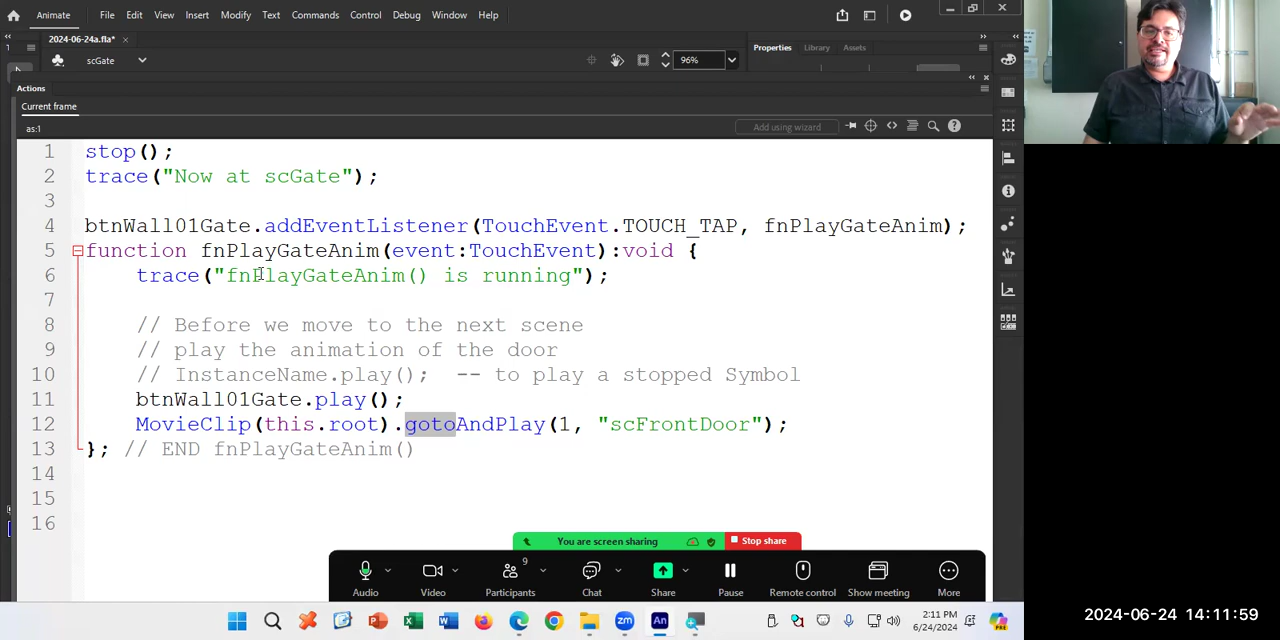 Animate File Edit View Insert Modify Text Commands Control Debug Window Help
2024-06-24a.fla* ×
Properties Library Assets
scGate 96%
Actions
Current frame
as:1 Add using wizard
1 stop();
2 trace("Now at scGate");
3
4 btnWall01Gate.addEventListener(TouchEvent.TOUCH_TAP, fnPlayGateAnim);
5 function fnPlayGateAnim(event:TouchEvent):void {
6 trace("fnPlayGateAnim() is running");
7
8 // Before we move to the next scene
9 // play the animation of the door
10 // InstanceName.play(); -- to play a stopped Symbol
11 btnWall01Gate.play();
12 MovieClip(this.root).gotoAndPlay(1, "scFrontDoor");
13 }; // END fnPlayGateAnim()
14
15
16
You are screen sharing Stop share
9
Audio Video Participants Chat Share Pause Remote control Show meeting More
2:11 PM
6/24/2024
2024-06-24 14:11:59